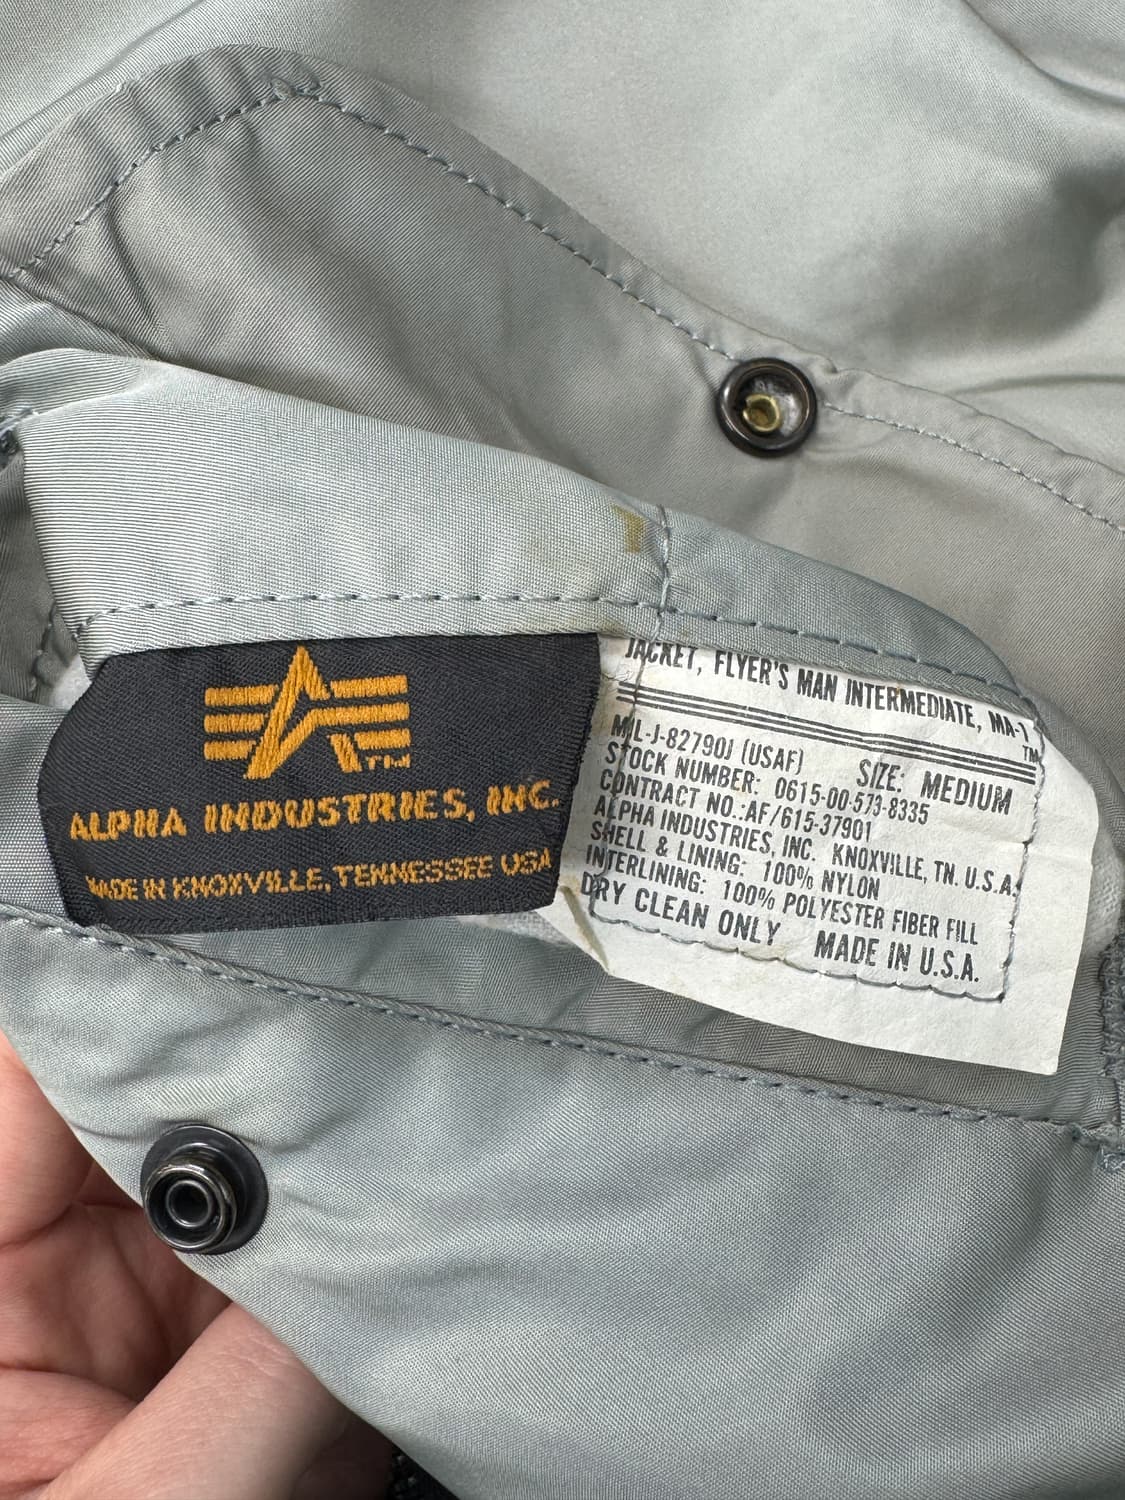 TM
ALPHA INDUSTRIES, INC.
MADE IN KNOXVILLE, TENNESSEE USA
JACKET, FLYER'S MAN INTERMEDIATE, MA-1
TM
MIL-J-82790J (USAF) SIZE: MEDIUM
STOCK NUMBER: 0615-00-573-8335
CONTRACT NO.:AF/615-37901
ALPHA INDUSTRIES, INC. KNOXVILLE, TN. U.S.A.
SHELL & LINING: 100% NYLON
INTERLINING: 100% POLYESTER FIBER FILL
DRY CLEAN ONLY MADE IN U.S.A.